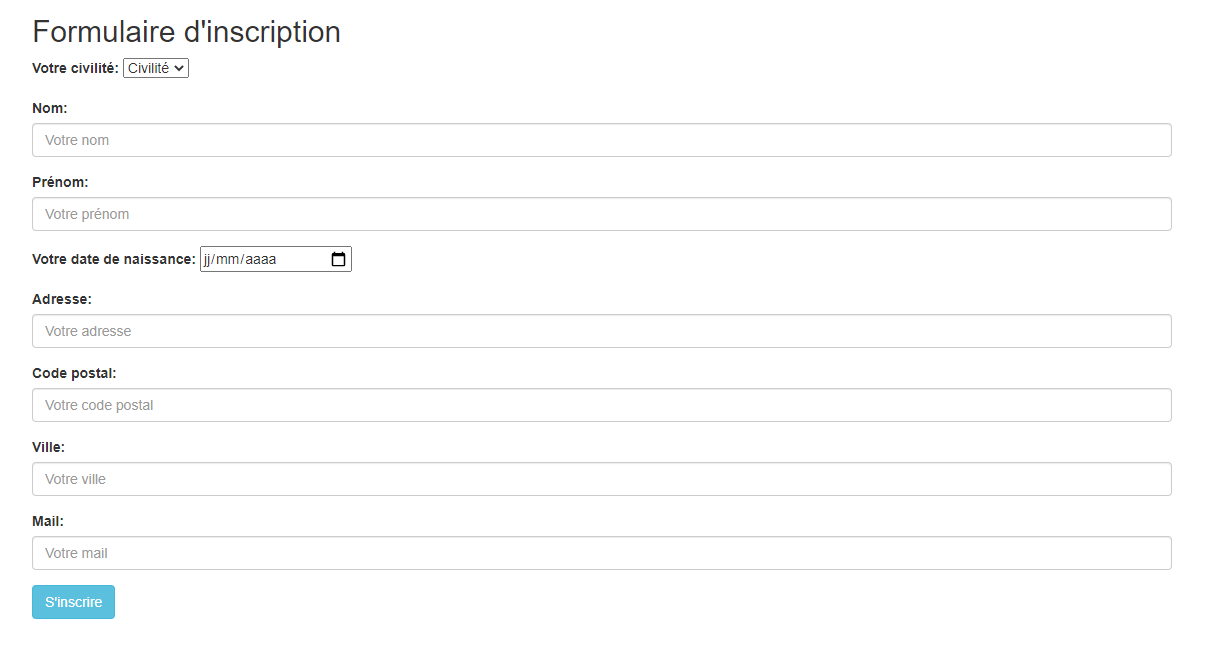 Formulaire d'inscription
Votre civilité: Civilité
Nom:
Votre nom
Prénom:
Votre prénom
Votre date de naissance: jj/mm/aaaa
Adresse:
Votre adresse
Code postal:
Votre code postal
Ville:
Votre ville
Mail:
Votre mail
S'inscrire